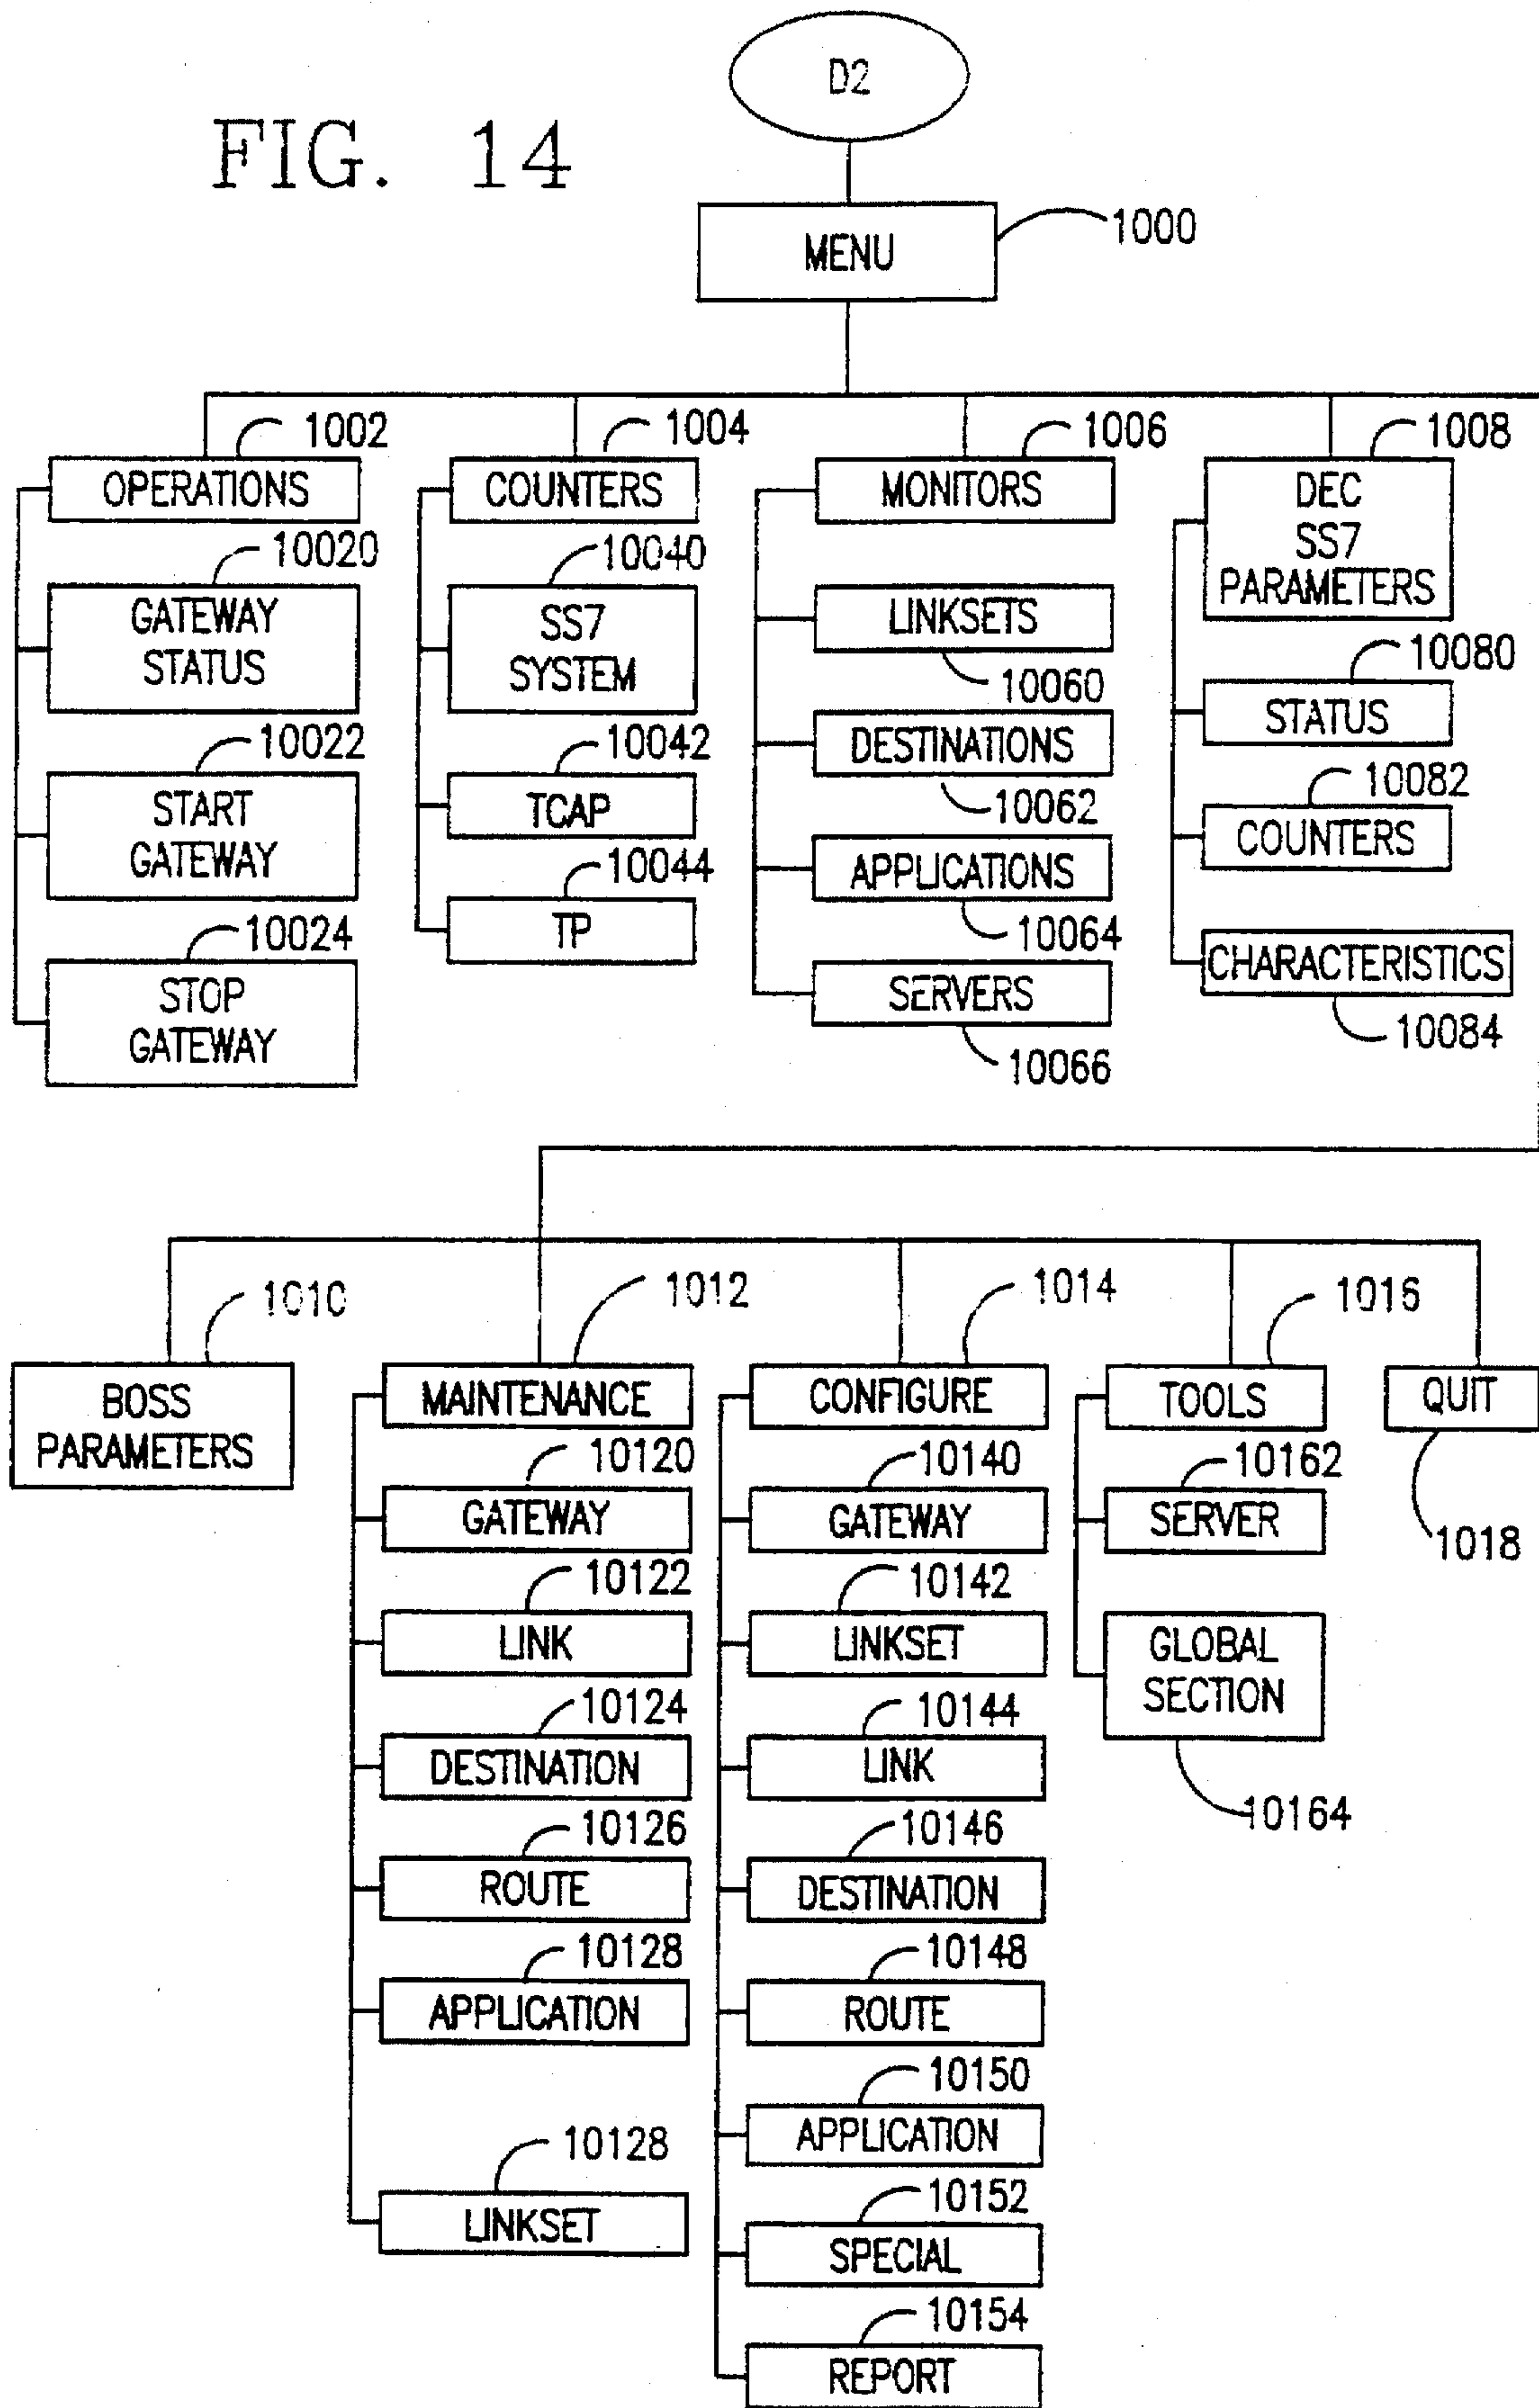 D2
FIG. 14
MENU
1000
1002
OPERATIONS
10020
GATEWAY
STATUS
10022
START
GATEWAY
10024
STOP
GATEWAY
1004
COUNTERS
10040
SS7
SYSTEM
10042
TCAP
10044
TP
1006
MONITORS
LINKSETS
10060
DESTINATIONS
10062
APPLICATIONS
10064
SERVERS
10066
1008
DEC
SS7
PARAMETERS
10080
STATUS
10082
COUNTERS
CHARACTERISTICS
10084
1010
BOSS
PARAMETERS
1012
MAINTENANCE
10120
GATEWAY
10122
LINK
10124
DESTINATION
10126
ROUTE
10128
APPLICATION
10128
LINKSET
1014
CONFIGURE
10140
GATEWAY
10142
LINKSET
10144
LINK
10146
DESTINATION
10148
ROUTE
10150
APPLICATION
10152
SPECIAL
10154
REPORT
1016
TOOLS
10162
SERVER
GLOBAL
SECTION
10164
QUIT
1018